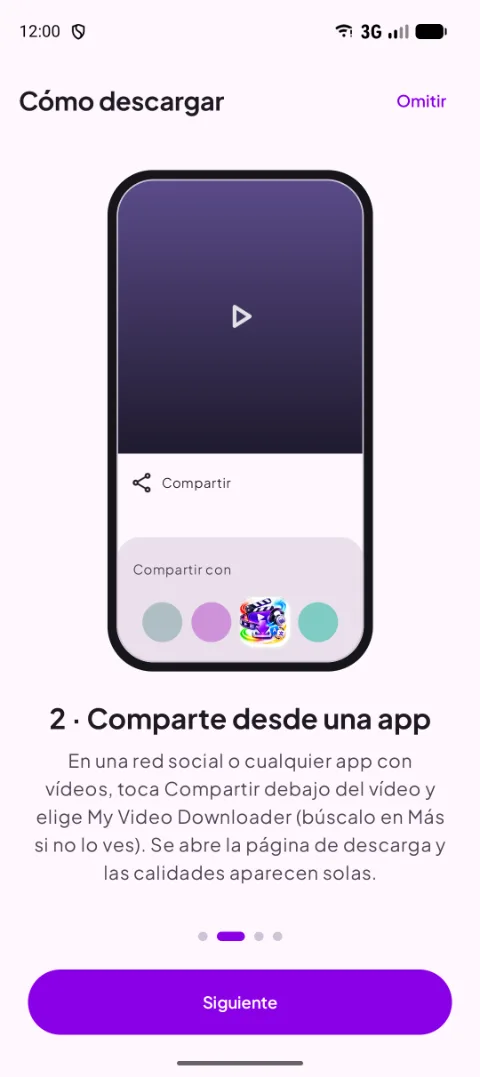 12:00
3G
Cómo descargar
Omitir
Compartir
Compartir con
2 · Comparte desde una app
En una red social o cualquier app con
vídeos, toca Compartir debajo del vídeo y
elige My Video Downloader (búscalo en Más
si no lo ves). Se abre la página de descarga y
las calidades aparecen solas.
Siguiente